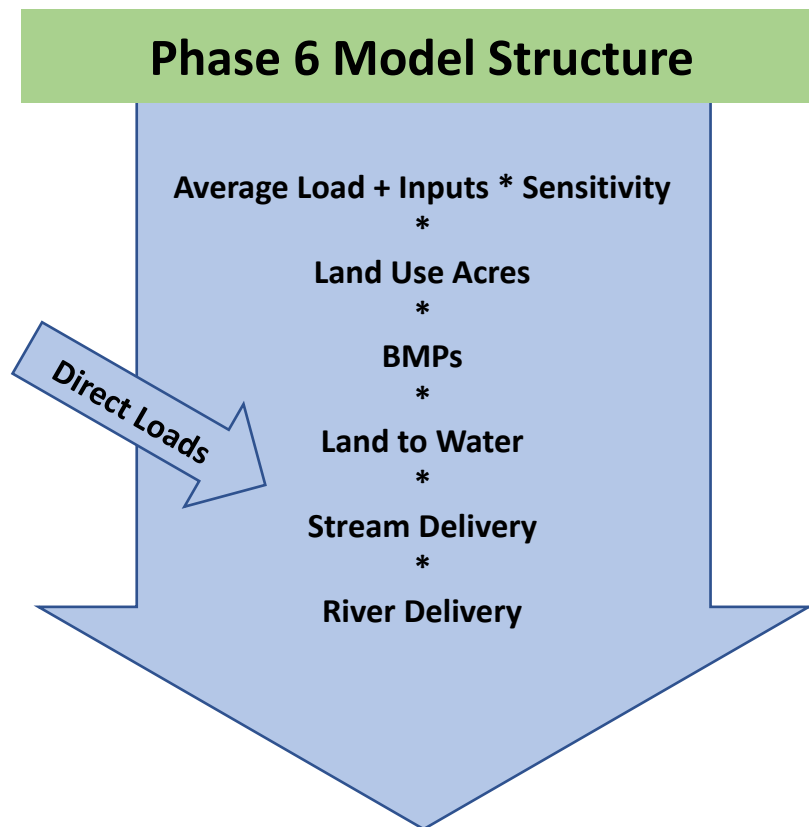 Phase 6 Model Structure
Average Load + Inputs * Sensitivity
*
Land Use Acres
*
BMPs
*
Direct Loads
Land to Water
*
Stream Delivery
*
River Delivery